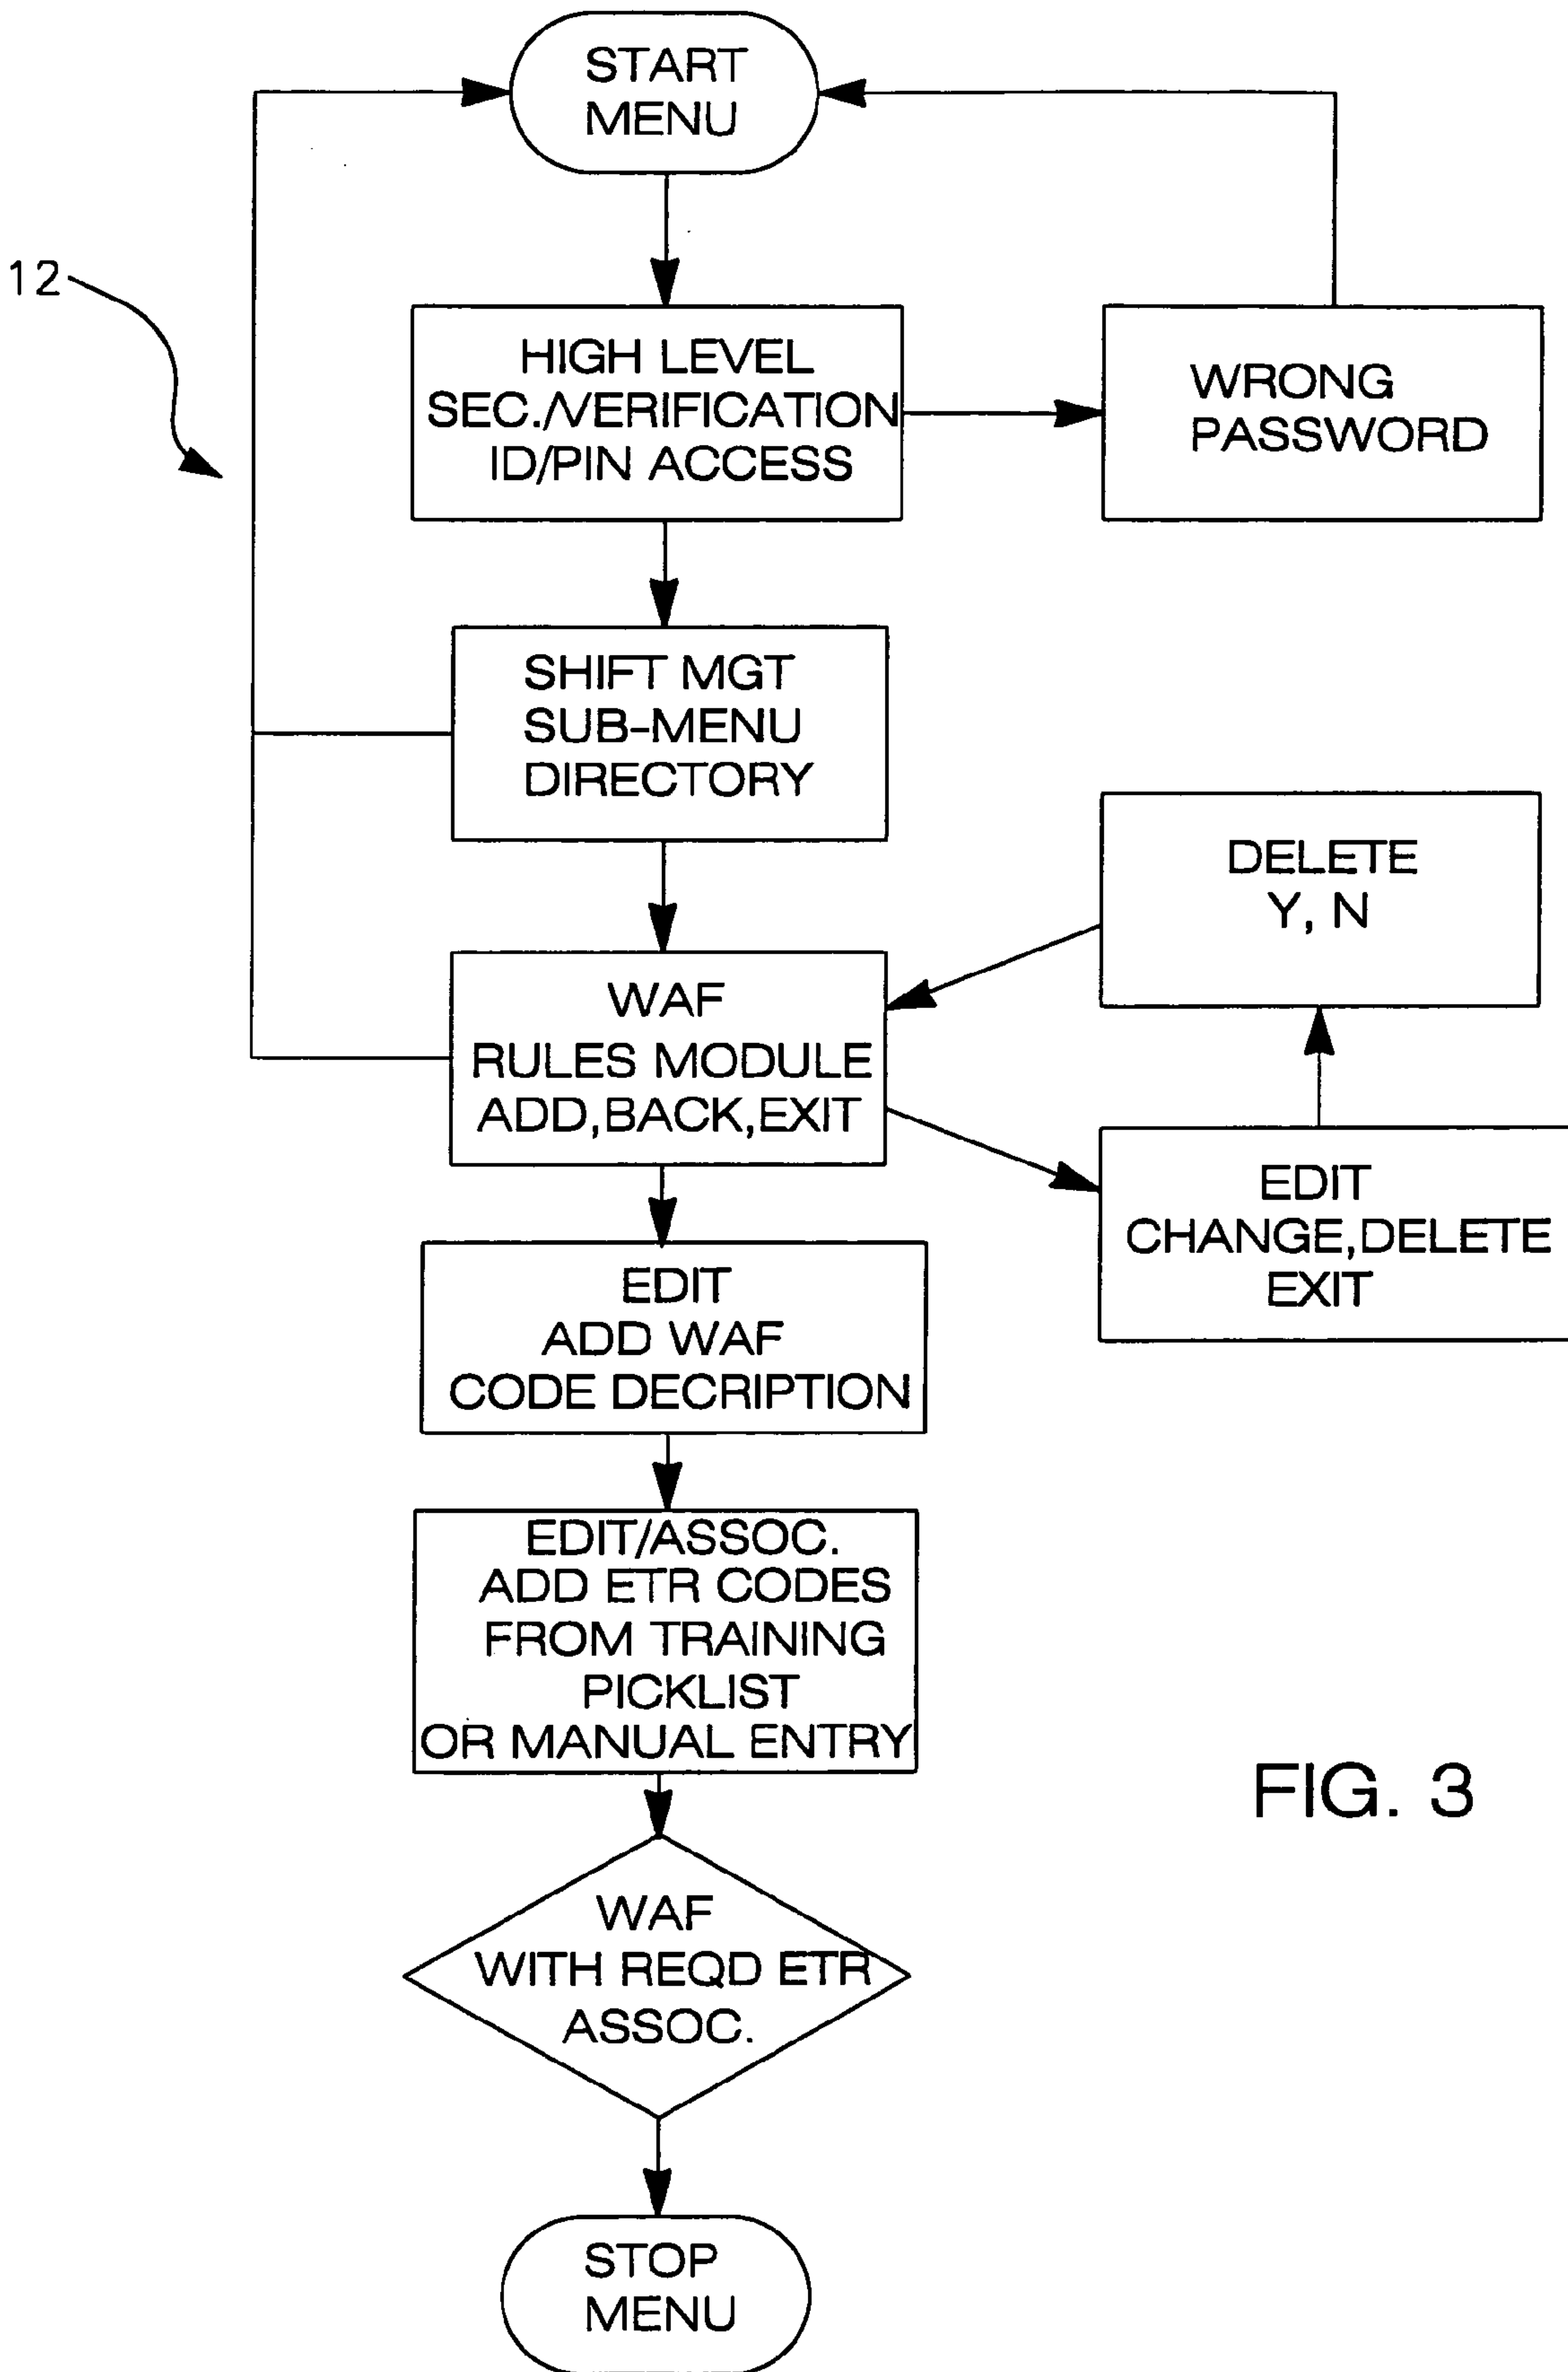 START
MENU
12
HIGH LEVEL
SEC./VERIFICATION
ID/PIN ACCESS
WRONG
PASSWORD
SHIFT MGT
SUB-MENU
DIRECTORY
DELETE
Y, N
WAF
RULES MODULE
ADD,BACK,EXIT
EDIT
CHANGE,DELETE
EXIT
EDIT
ADD WAF
CODE DECRIPTION
EDIT/ASSOC.
ADD ETR CODES
FROM TRAINING
PICKLIST
OR MANUAL ENTRY
FIG. 3
WAF
WITH REQD ETR
ASSOC.
STOP
MENU